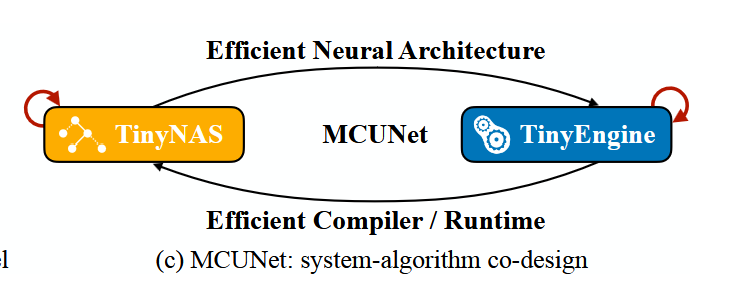 Efficient Neural Architecture
TinyNAS
MCUNet
TinyEngine
Efficient Compiler / Runtime
(c) MCUNet: system-algorithm co-design